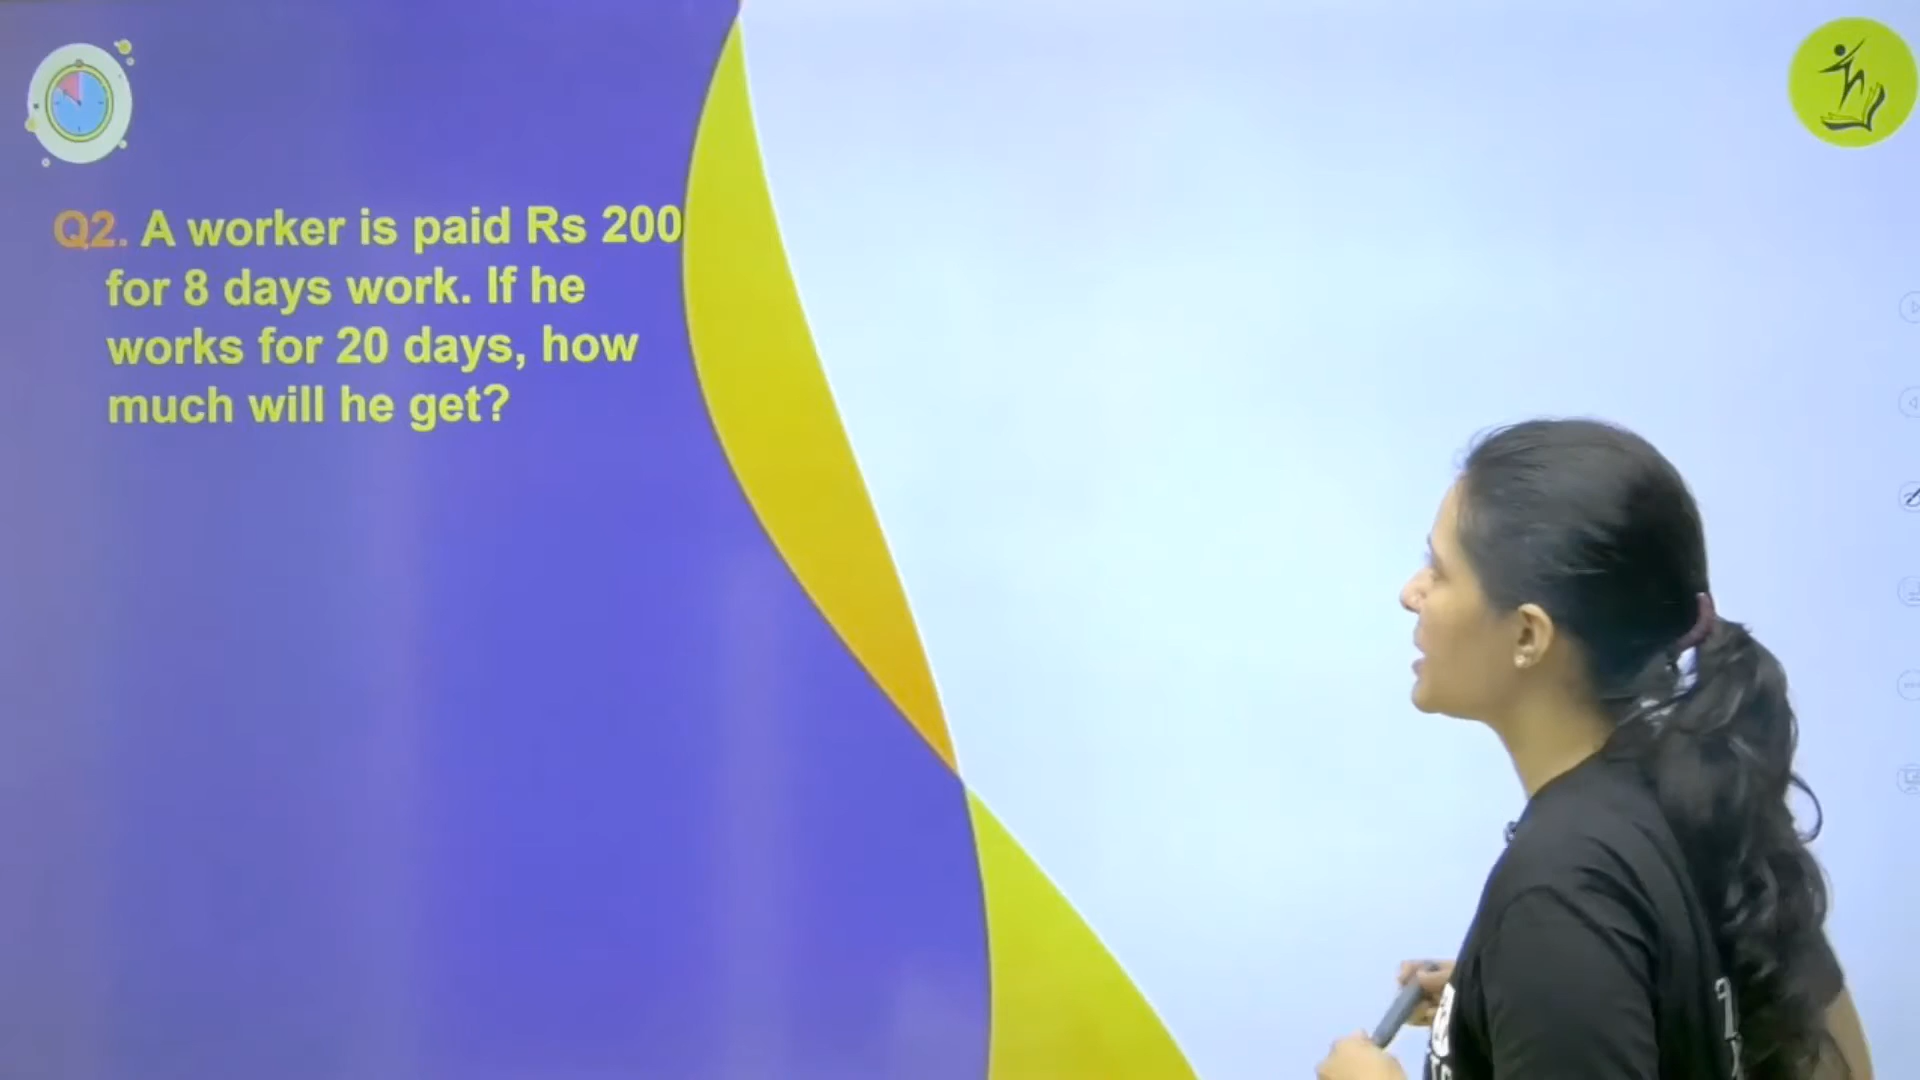 Q2. A worker is paid Rs 200
for 8 days work. If he
works for 20 days, how
much will he get?